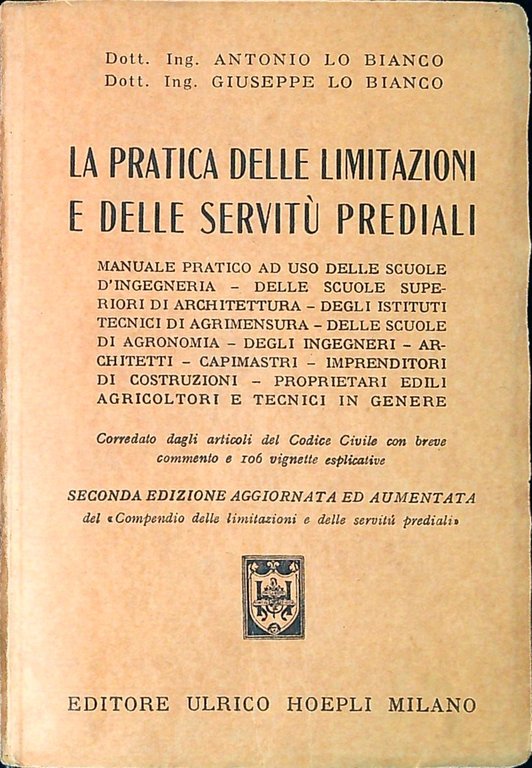 Dott. Ing. ANTONIO LO BIANCO
Dott. Ing. GIUSEPPE LO BIANCO
LA PRATICA DELLE LIMITAZIONI
E DELLE SERVITÙ PREDIALI
MANUALE PRATICO AD USO DELLE SCUOLE
D'INGEGNERIA – DELLE SCUOLE SUPE-
RIORI DI ARCHITETTURA – DEGLI ISTITUTI
TECNICI DI AGRIMENSURA – DELLE SCUOLE
DI AGRONOMIA – DEGLI INGEGNERI – AR-
CHITETTI – CAPIMASTRI – IMPRENDITORI
DI COSTRUZIONI – PROPRIETARI EDILI
AGRICOLTORI E TECNICI IN GENERE
Corredato dagli articoli del Codice Civile con breve
commento e 106 vignette esplicative
SECONDA EDIZIONE AGGIORNATA ED AUMENTATA
del «Compendio delle limitazioni e delle servitù prediali»
EDITORE ULRICO HOEPLI MILANO